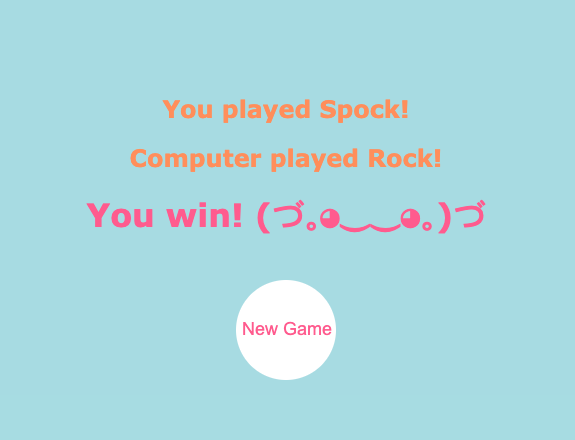 You played Spock!
Computer played Rock!
You win! (づ｡◕‿‿◕｡)づ
New Game